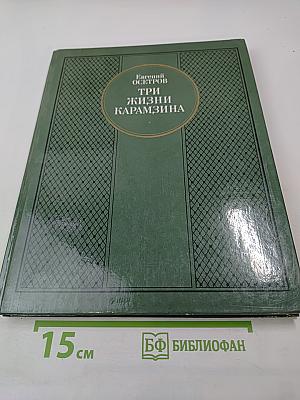 Евгений
ОСЕТРОВ
ТРИ
ЖИЗНИ
КАРАМЗИНА
15 см
БФ БИБЛИОФАН